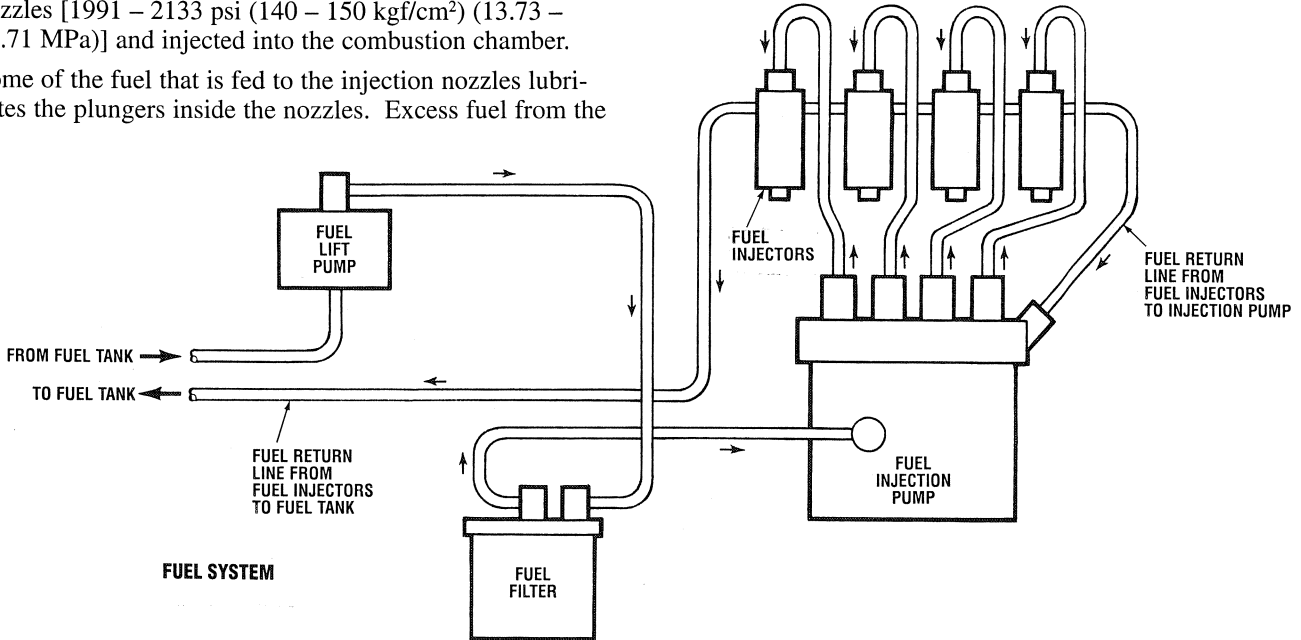 zzles [1991 – 2133 psi (140 – 150 kgf/cm²) (13.73 –
.71 MPa)] and injected into the combustion chamber.
ome of the fuel that is fed to the injection nozzles lubri-
tes the plungers inside the nozzles. Excess fuel from the
FUEL
LIFT
PUMP
FUEL
INJECTORS
FUEL RETURN
LINE FROM
FUEL INJECTORS
TO INJECTION PUMP
FROM FUEL TANK
TO FUEL TANK
FUEL RETURN
LINE FROM
FUEL INJECTORS
TO FUEL TANK
FUEL
INJECTION
PUMP
FUEL SYSTEM
FUEL
FILTER